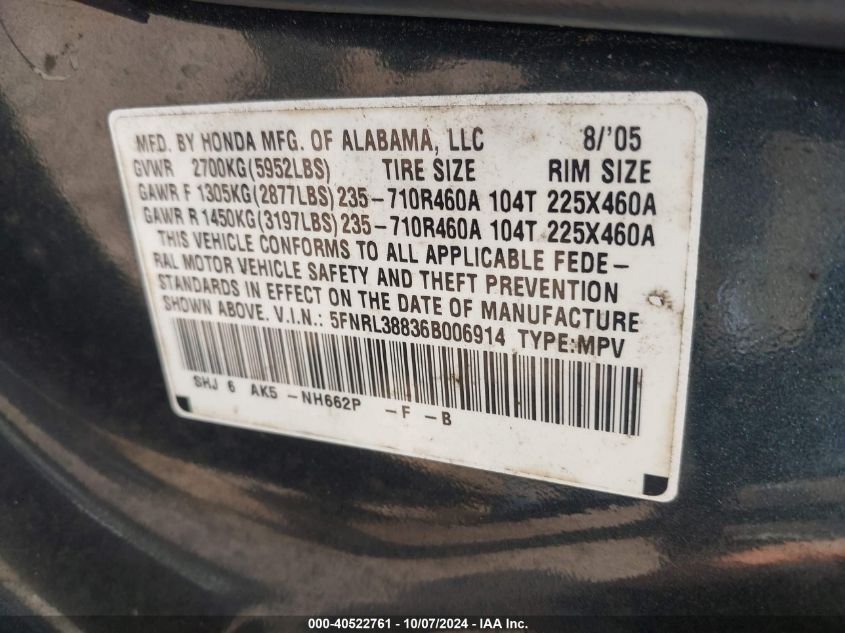 MFD. BY HONDA MFG. OF ALABAMA, LLC 8/'05
GVWR 2700KG(5952LBS) TIRE SIZE RIM SIZE
GAWR F 1305KG(2877LBS) 235-710R460A 104T 225X460A
GAWR R 1450KG(3197LBS) 235-710R460A 104T 225X460A
THIS VEHICLE CONFORMS TO ALL APPLICABLE FEDE-
RAL MOTOR VEHICLE SAFETY AND THEFT PREVENTION
STANDARDS IN EFFECT ON THE DATE OF MANUFACTURE
SHOWN ABOVE. V.I.N.: 5FNRL38836B006914 TYPE:MPV
SHJ 6 AK5 -NH662P -F -B
000-40522761 - 10/07/2024 - IAA Inc.